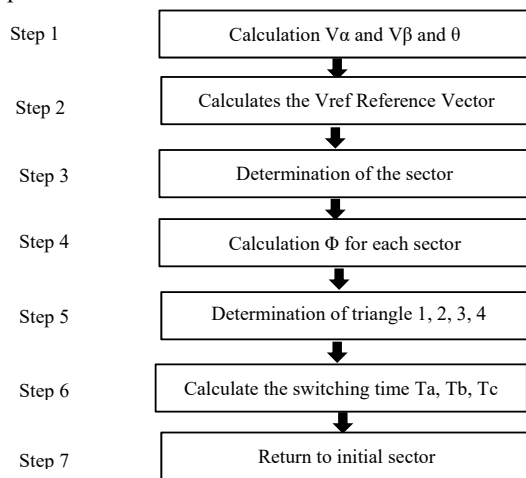 Step 1
Calculation Vα and Vβ and θ
Step 2
Calculates the Vref Reference Vector
Step 3
Determination of the sector
Step 4
Calculation Φ for each sector
Step 5
Determination of triangle 1, 2, 3, 4
Step 6
Calculate the switching time Ta, Tb, Tc
Step 7
Return to initial sector